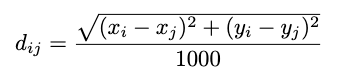 $d_{ij} = \frac{\sqrt{(x_i - x_j)^2 + (y_i - y_j)^2}}{1000}$